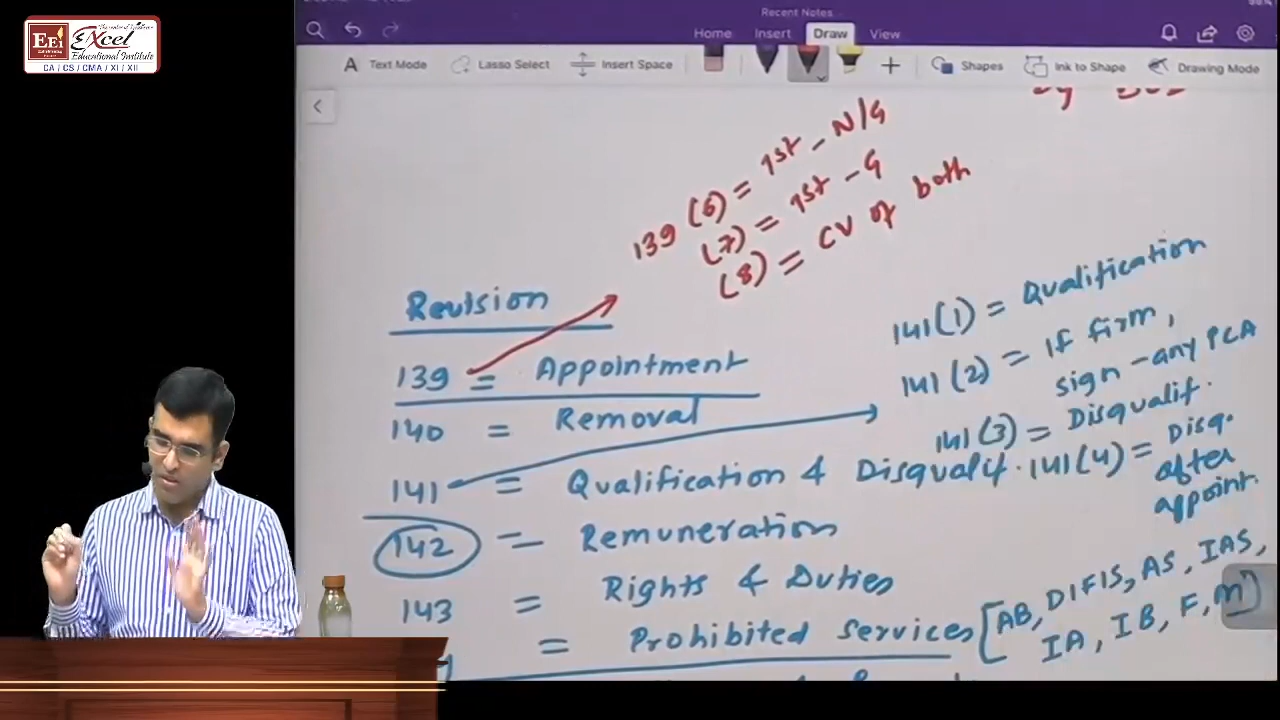 EEi
Excel
Educational Institute
CA / CS / CMA / XI / XII
Recent Notes
Home Insert Draw View
Text Mode Lasso Select Insert Space Shapes Ink to Shape Drawing Mode
139 (6) = 1st - N/G
(7) = 1st - G
(8) = CV of both
Revision
139 = Appointment
140 = Removal
141 = Qualification & Disqualif.
141(1) = Qualification
141(2) = if firm,
sign - any PCA
141(3) = Disqualif.
141(4) = Disq.
after
appoint.
142 = Remuneration
143 = Rights & Duties
= Prohibited services [AB, DIFIS, AS, IAS,
IA, IB, F, M]